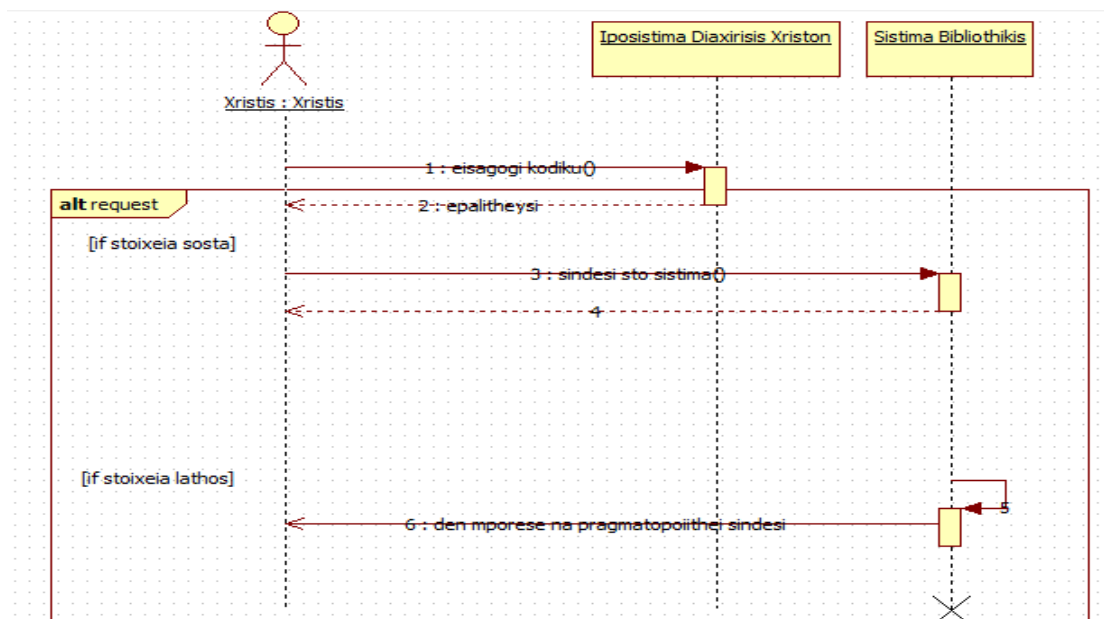 Iposistima Diaxirisis Xriston
Sistima Bibliothikis
Xristis : Xristis
1 : eisagogi kodiku()
alt request
2 : epalitheysi
[if stoixeia sosta]
3 : sindesi sto sistima()
4
[if stoixeia lathos]
5
6 : den mporese na pragmatopoiithei sindesi